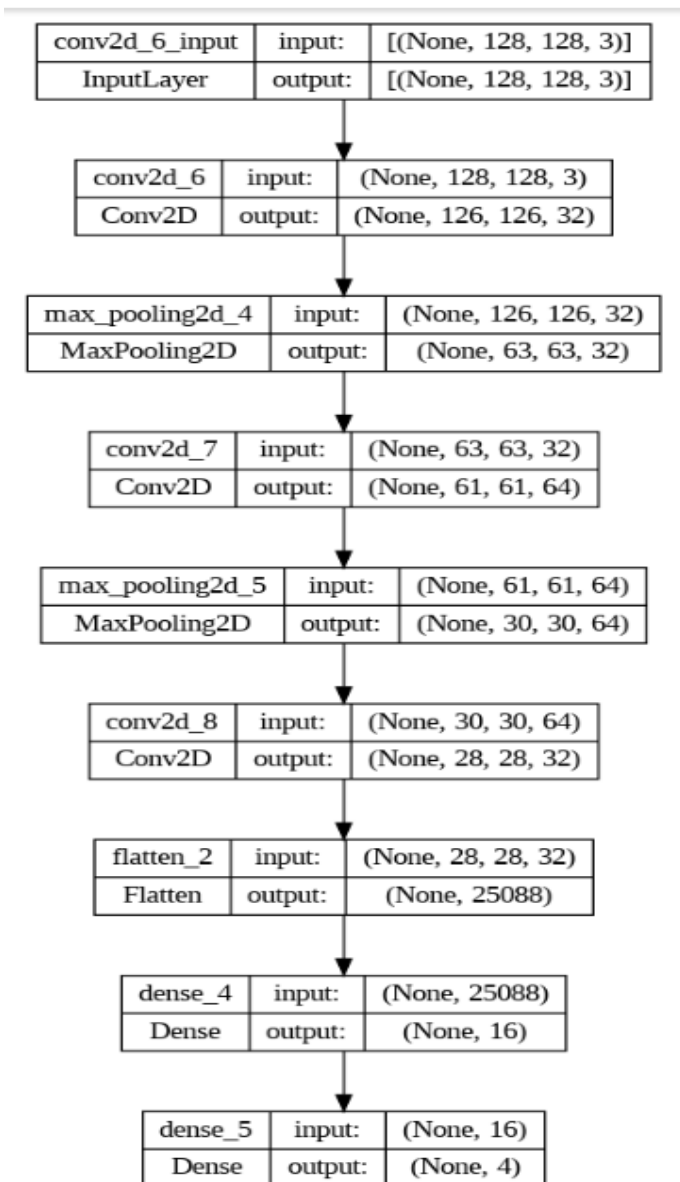 conv2d_6_input input: [(None, 128, 128, 3)]
InputLayer output: [(None, 128, 128, 3)]
conv2d_6 input: (None, 128, 128, 3)
Conv2D output: (None, 126, 126, 32)
max_pooling2d_4 input: (None, 126, 126, 32)
MaxPooling2D output: (None, 63, 63, 32)
conv2d_7 input: (None, 63, 63, 32)
Conv2D output: (None, 61, 61, 64)
max_pooling2d_5 input: (None, 61, 61, 64)
MaxPooling2D output: (None, 30, 30, 64)
conv2d_8 input: (None, 30, 30, 64)
Conv2D output: (None, 28, 28, 32)
flatten_2 input: (None, 28, 28, 32)
Flatten output: (None, 25088)
dense_4 input: (None, 25088)
Dense output: (None, 16)
dense_5 input: (None, 16)
Dense output: (None, 4)